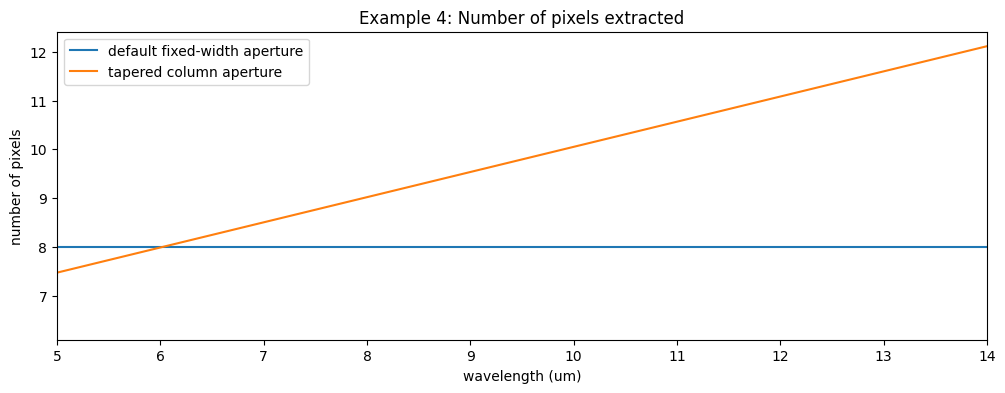 Example 4: Number of pixels extracted
default fixed-width aperture
tapered column aperture
number of pixels
12
11
10
9
8
7
5 6 7 8 9 10 11 12 13 14
wavelength (um)